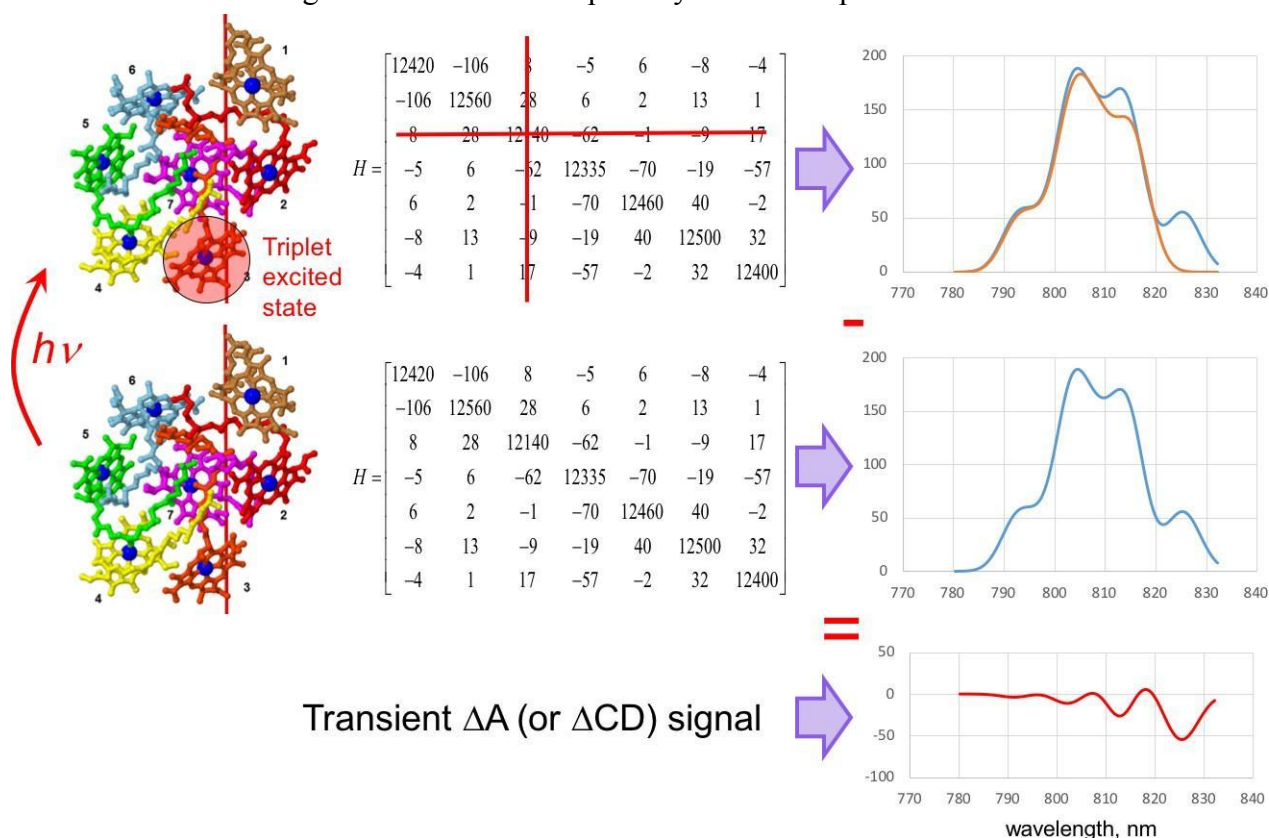 1
6
5
7
2
4
3
Triplet
excited
state
hν
H =
12420 −106 8 −5 6 −8 −4
−106 12560 28 6 2 13 1
8 28 12140 −62 −1 −9 17
−5 6 −62 12335 −70 −19 −57
6 2 −1 −70 12460 40 −2
−8 13 −9 −19 40 12500 32
−4 1 17 −57 −2 32 12400
200
150
100
50
0
770 780 790 800 810 820 830 840
-
1
6
5
7
2
4
3
H =
12420 −106 8 −5 6 −8 −4
−106 12560 28 6 2 13 1
8 28 12140 −62 −1 −9 17
−5 6 −62 12335 −70 −19 −57
6 2 −1 −70 12460 40 −2
−8 13 −9 −19 40 12500 32
−4 1 17 −57 −2 32 12400
200
150
100
50
0
770 780 790 800 810 820 830 840
=
Transient ΔA (or ΔCD) signal
50
0
-50
-100
770 780 790 800 810 820 830 840
wavelength, nm